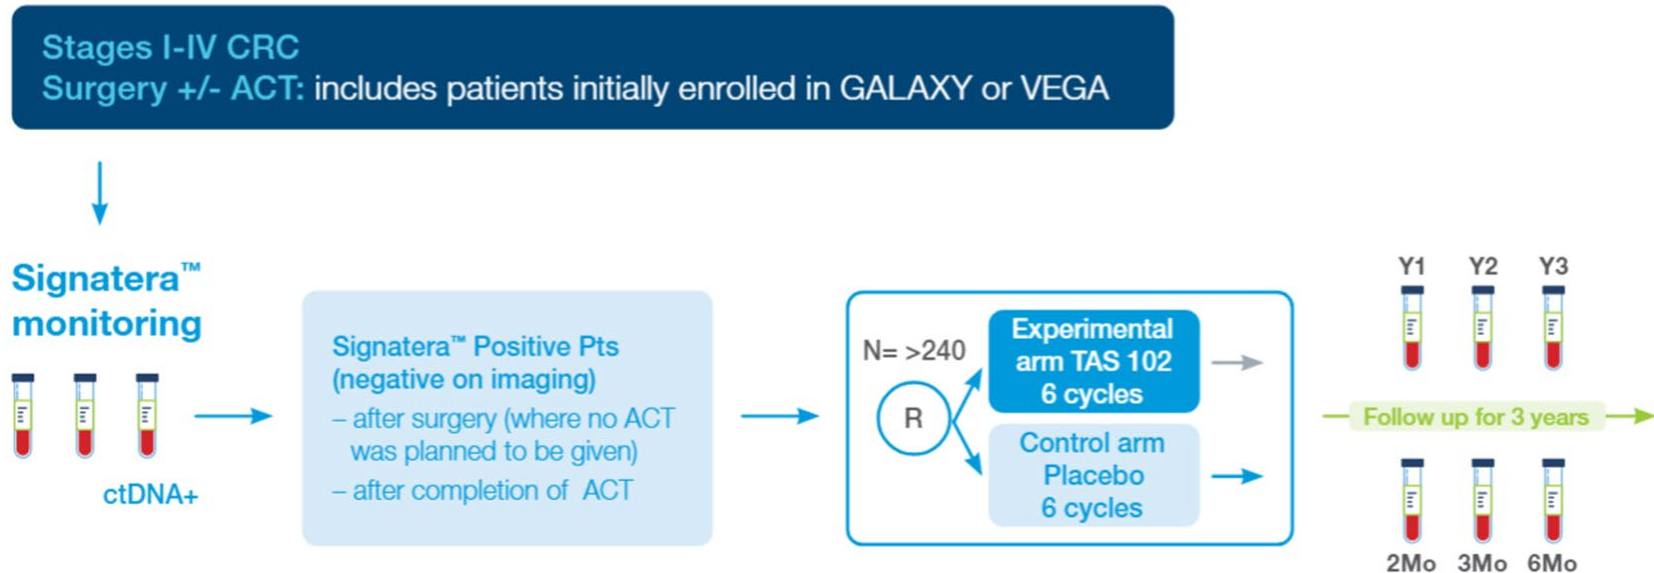 Stages I-IV CRC
Surgery +/- ACT: includes patients initially enrolled in GALAXY or VEGA
Signatera™
monitoring
ctDNA+
Signatera™ Positive Pts
(negative on imaging)
– after surgery (where no ACT
was planned to be given)
– after completion of ACT
N= >240
R
Experimental
arm TAS 102
6 cycles
Control arm
Placebo
6 cycles
Y1 Y2 Y3
Follow up for 3 years
2Mo 3Mo 6Mo